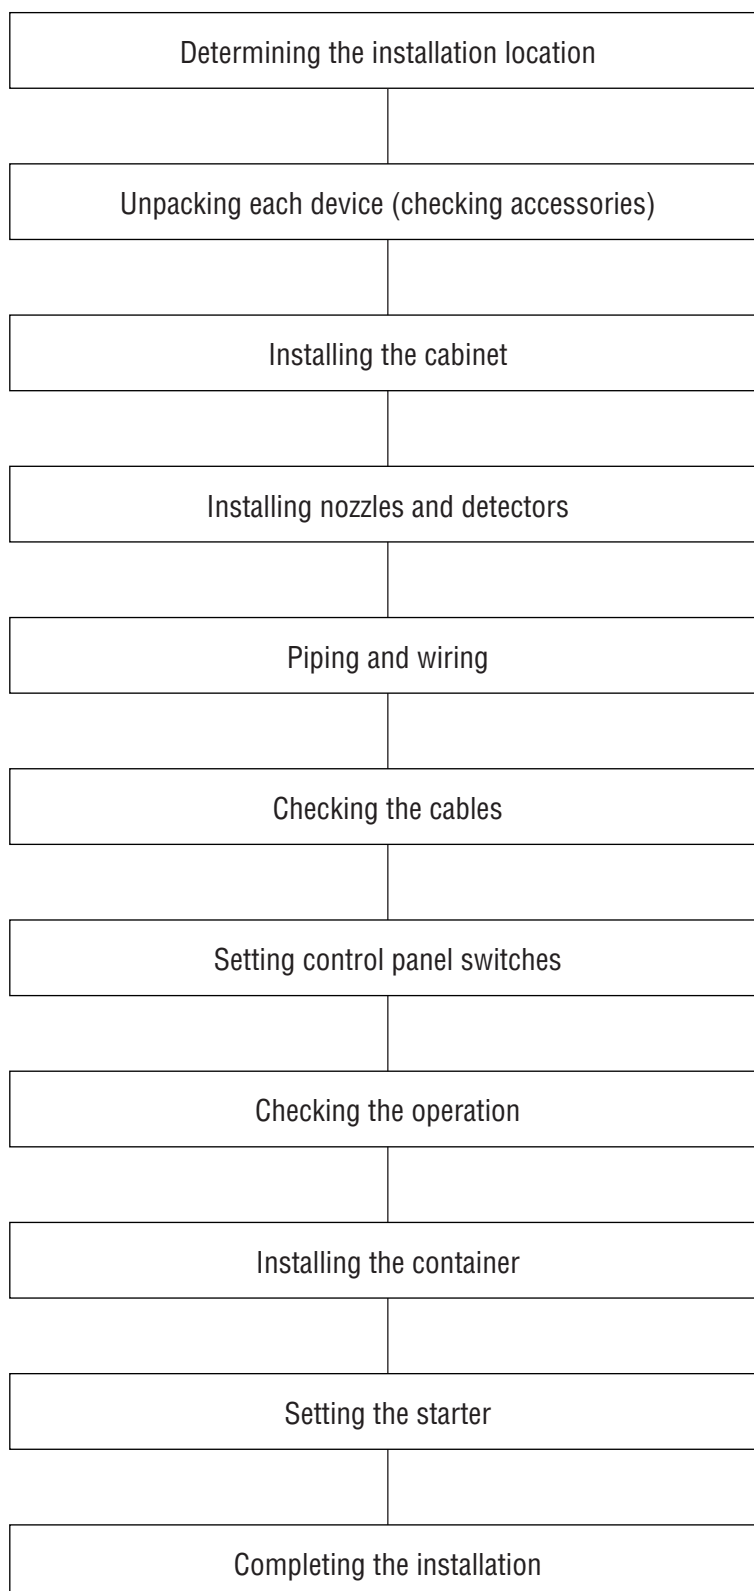 Determining the installation location
Unpacking each device (checking accessories)
Installing the cabinet
Installing nozzles and detectors
Piping and wiring
Checking the cables
Setting control panel switches
Checking the operation
Installing the container
Setting the starter
Completing the installation